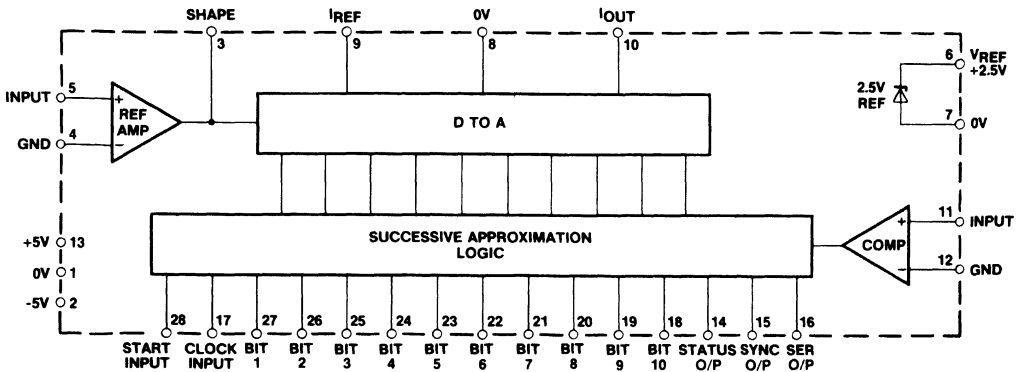 SHAPE
3
IREF
9
0V
8
IOUT
10
INPUT
5
GND
4
+
REF
AMP
−
D TO A
2.5V
REF
6
VREF
+2.5V
7
0V
SUCCESSIVE APPROXIMATION
LOGIC
+
COMP
−
11
INPUT
12
GND
+5V
13
0V
1
-5V
2
28
17
27
26
25
24
23
22
21
20
19
18
14
15
16
START
INPUT
CLOCK
INPUT
BIT
1
BIT
2
BIT
3
BIT
4
BIT
5
BIT
6
BIT
7
BIT
8
BIT
9
BIT
10
STATUS
O/P
SYNC
O/P
SER
O/P